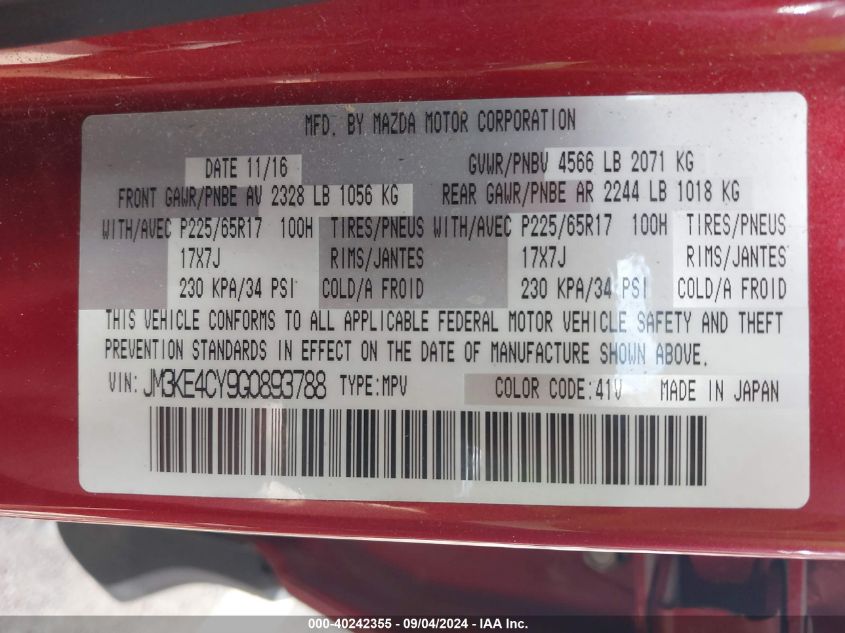 MFD. BY MAZDA MOTOR CORPORATION
DATE 11/16 GVWR/PNBV 4566 LB 2071 KG
FRONT GAWR/PNBE AV 2328 LB 1056 KG REAR GAWR/PNBE AR 2244 LB 1018 KG
WITH/AVEC P225/65R17 100H TIRES/PNEUS WITH/AVEC P225/65R17 100H TIRES/PNEUS
17X7J RIMS/JANTES 17X7J RIMS/JANTES
230 KPA/34 PSI COLD/A FROID 230 KPA/34 PSI COLD/A FROID
THIS VEHICLE CONFORMS TO ALL APPLICABLE FEDERAL MOTOR VEHICLE SAFETY AND THEFT
PREVENTION STANDARDS IN EFFECT ON THE DATE OF MANUFACTURE SHOWN ABOVE.
VIN: JM3KE4CY9G0893788 TYPE:MPV COLOR CODE:41V MADE IN JAPAN
000-40242355 - 09/04/2024 - www.iaai.com - Copyright IAA, LLC.